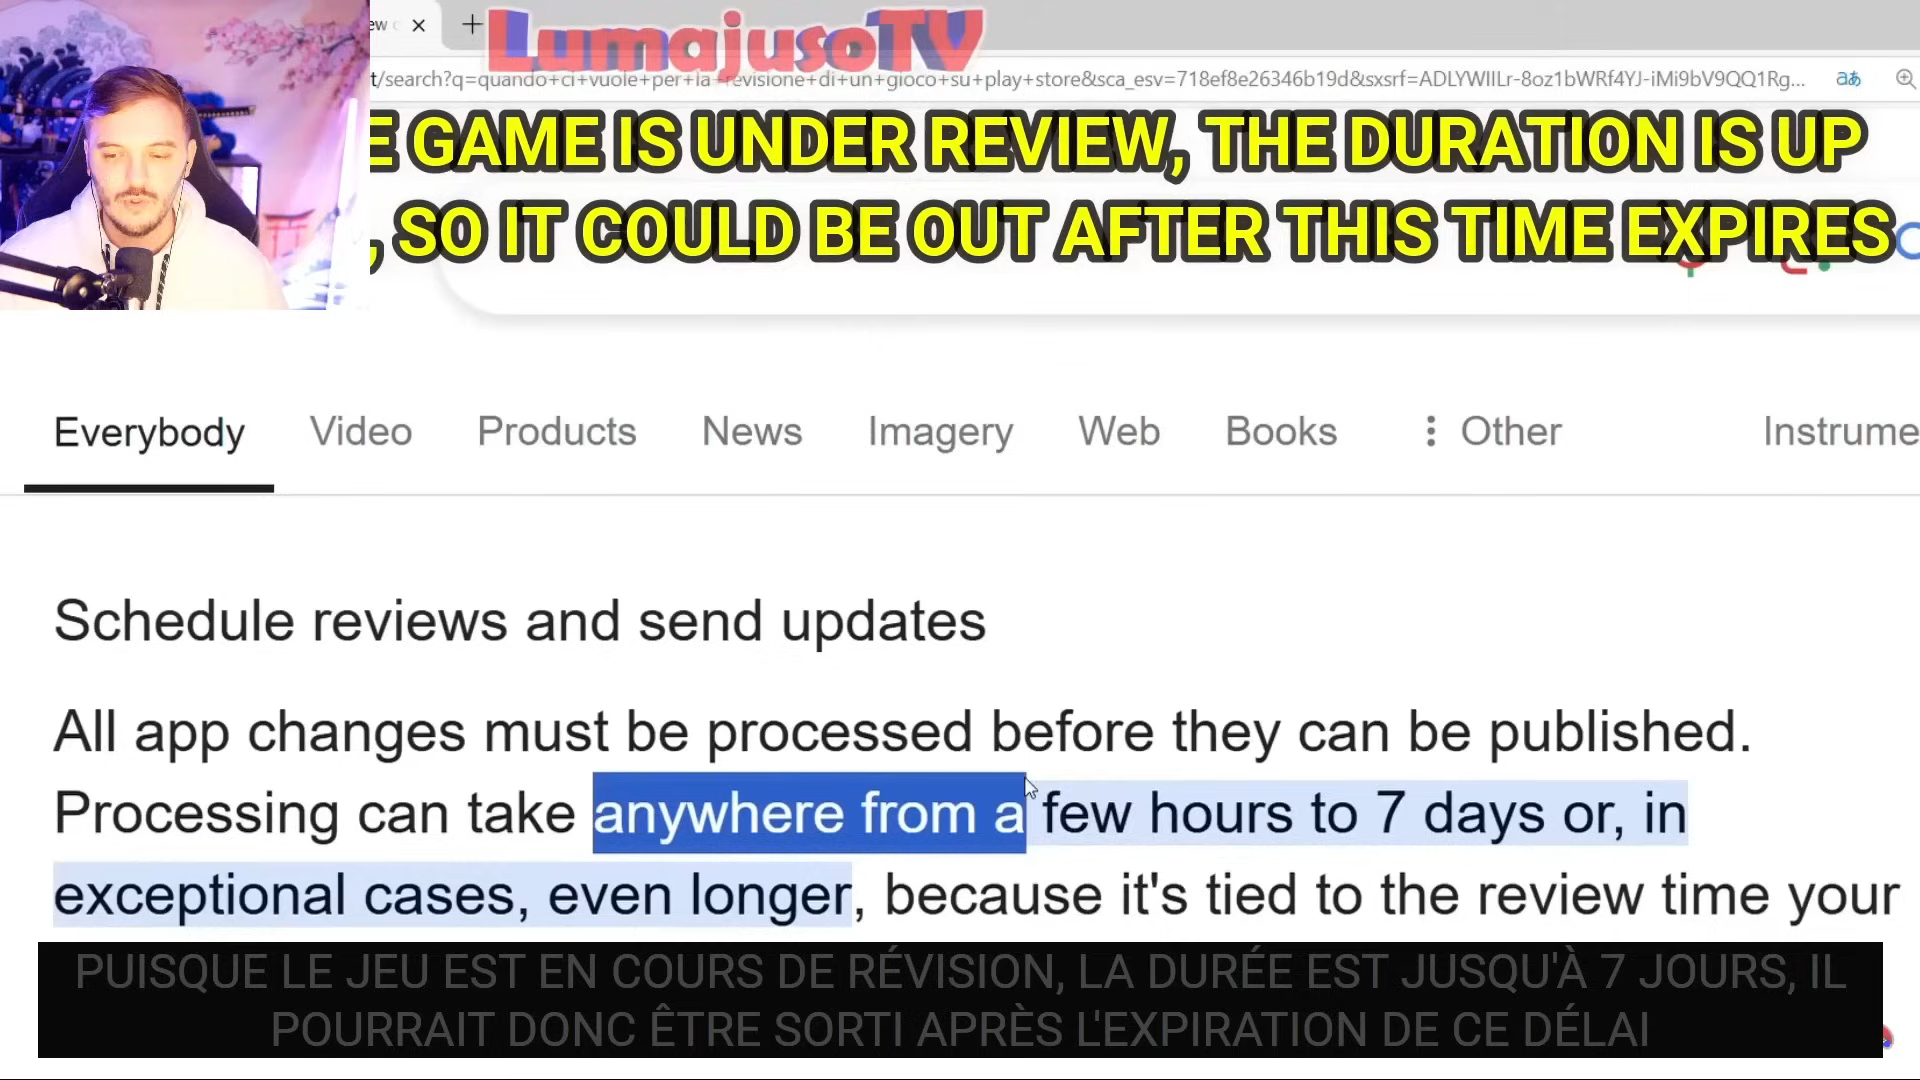 ew
LumajusoTV
t/search?q=quando+ci+vuole+per+la+revisione+di+un+gioco+su+play+store&sca_esv=718ef8e26346b19d&sxsrf=ADLYWIILr-8oz1bWRf4YJ-iMi9bV9QQ1Rg...
E GAME IS UNDER REVIEW, THE DURATION IS UP
, SO IT COULD BE OUT AFTER THIS TIME EXPIRES
Everybody Video Products News Imagery Web Books Other Instrume
Schedule reviews and send updates
All app changes must be processed before they can be published.
Processing can take anywhere from a few hours to 7 days or, in
exceptional cases, even longer, because it's tied to the review time your
PUISQUE LE JEU EST EN COURS DE RÉVISION, LA DURÉE EST JUSQU'À 7 JOURS, IL
POURRAIT DONC ÊTRE SORTI APRÈS L'EXPIRATION DE CE DÉLAI